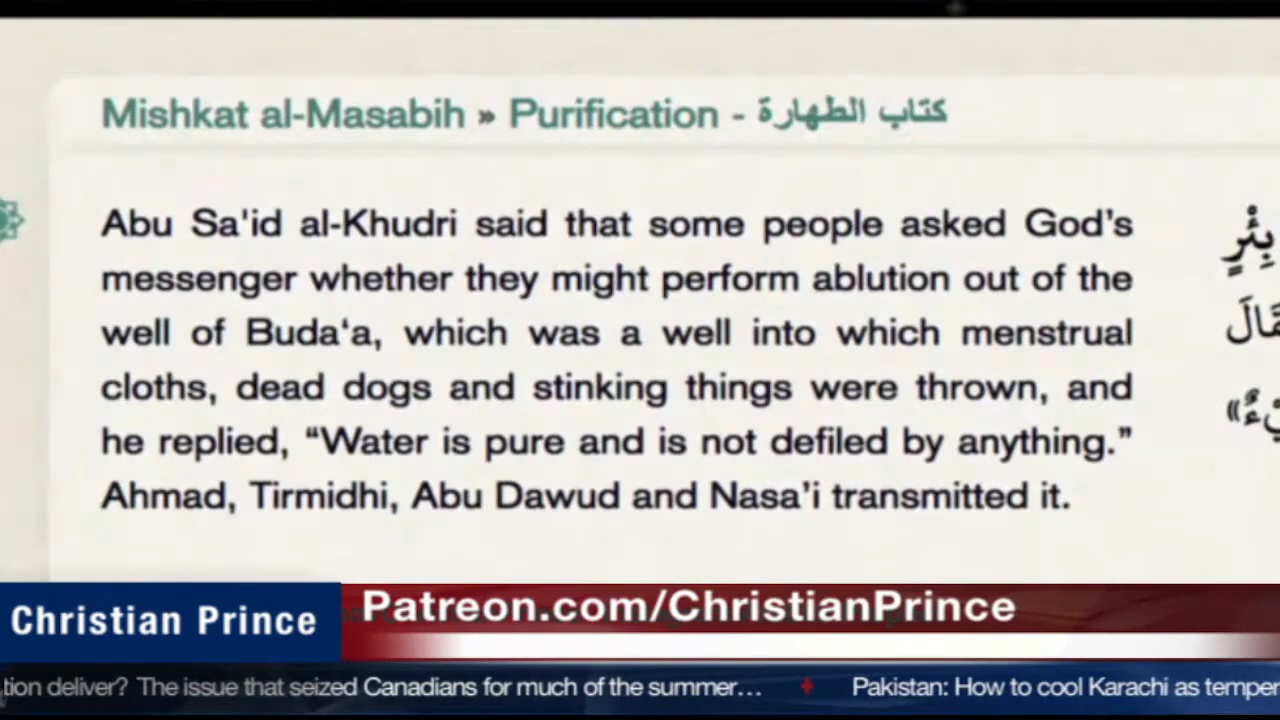 Mishkat al-Masabih » Purification - كتاب الطهارة
Abu Sa'id al-Khudri said that some people asked God's
messenger whether they might perform ablution out of the
well of Buda‘a, which was a well into which menstrual
cloths, dead dogs and stinking things were thrown, and
he replied, “Water is pure and is not defiled by anything.”
Ahmad, Tirmidhi, Abu Dawud and Nasa’i transmitted it.
بِئْرٍ
Christian Prince
Patreon.com/ChristianPrince
tion deliver? The issue that seized Canadians for much of the summer... ♦ Pakistan: How to cool Karachi as temper